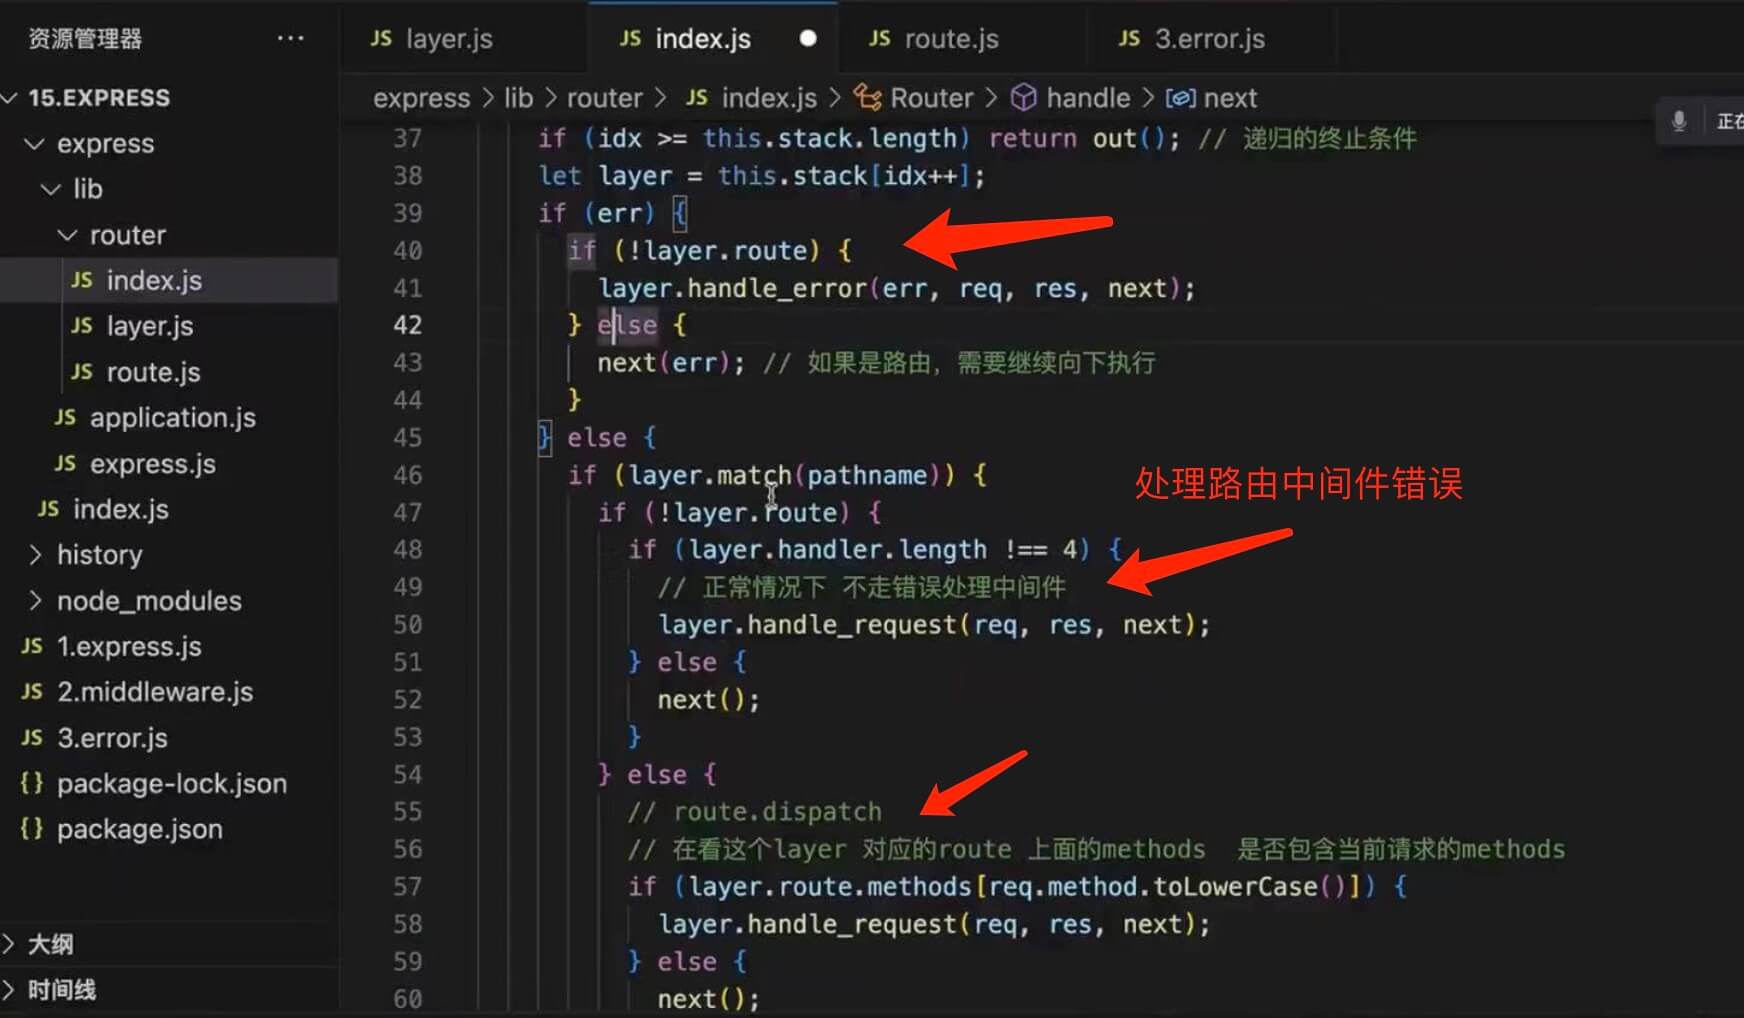 资源管理器
···
15.EXPRESS
express
lib
router
JS index.js
JS layer.js
JS route.js
JS application.js
JS express.js
JS index.js
history
node_modules
JS 1.express.js
JS 2.middleware.js
JS 3.error.js
{} package-lock.json
{} package.json
大纲
时间线
JS layer.js
JS index.js
JS route.js
JS 3.error.js
express > lib > router > JS index.js > Router > handle > next
正在
37 if (idx >= this.stack.length) return out(); // 递归的终止条件
38 let layer = this.stack[idx++];
39 if (err) {
40 if (!layer.route) {
41 layer.handle_error(err, req, res, next);
42 } else {
43 next(err); // 如果是路由，需要继续向下执行
44 }
45 } else {
46 if (layer.match(pathname)) {
处理路由中间件错误
47 if (!layer.route) {
48 if (layer.handler.length !== 4) {
49 // 正常情况下 不走错误处理中间件
50 layer.handle_request(req, res, next);
51 } else {
52 next();
53 }
54 } else {
55 // route.dispatch
56 // 在看这个layer 对应的route 上面的methods 是否包含当前请求的methods
57 if (layer.route.methods[req.method.toLowerCase()]) {
58 layer.handle_request(req, res, next);
59 } else {
60 next();